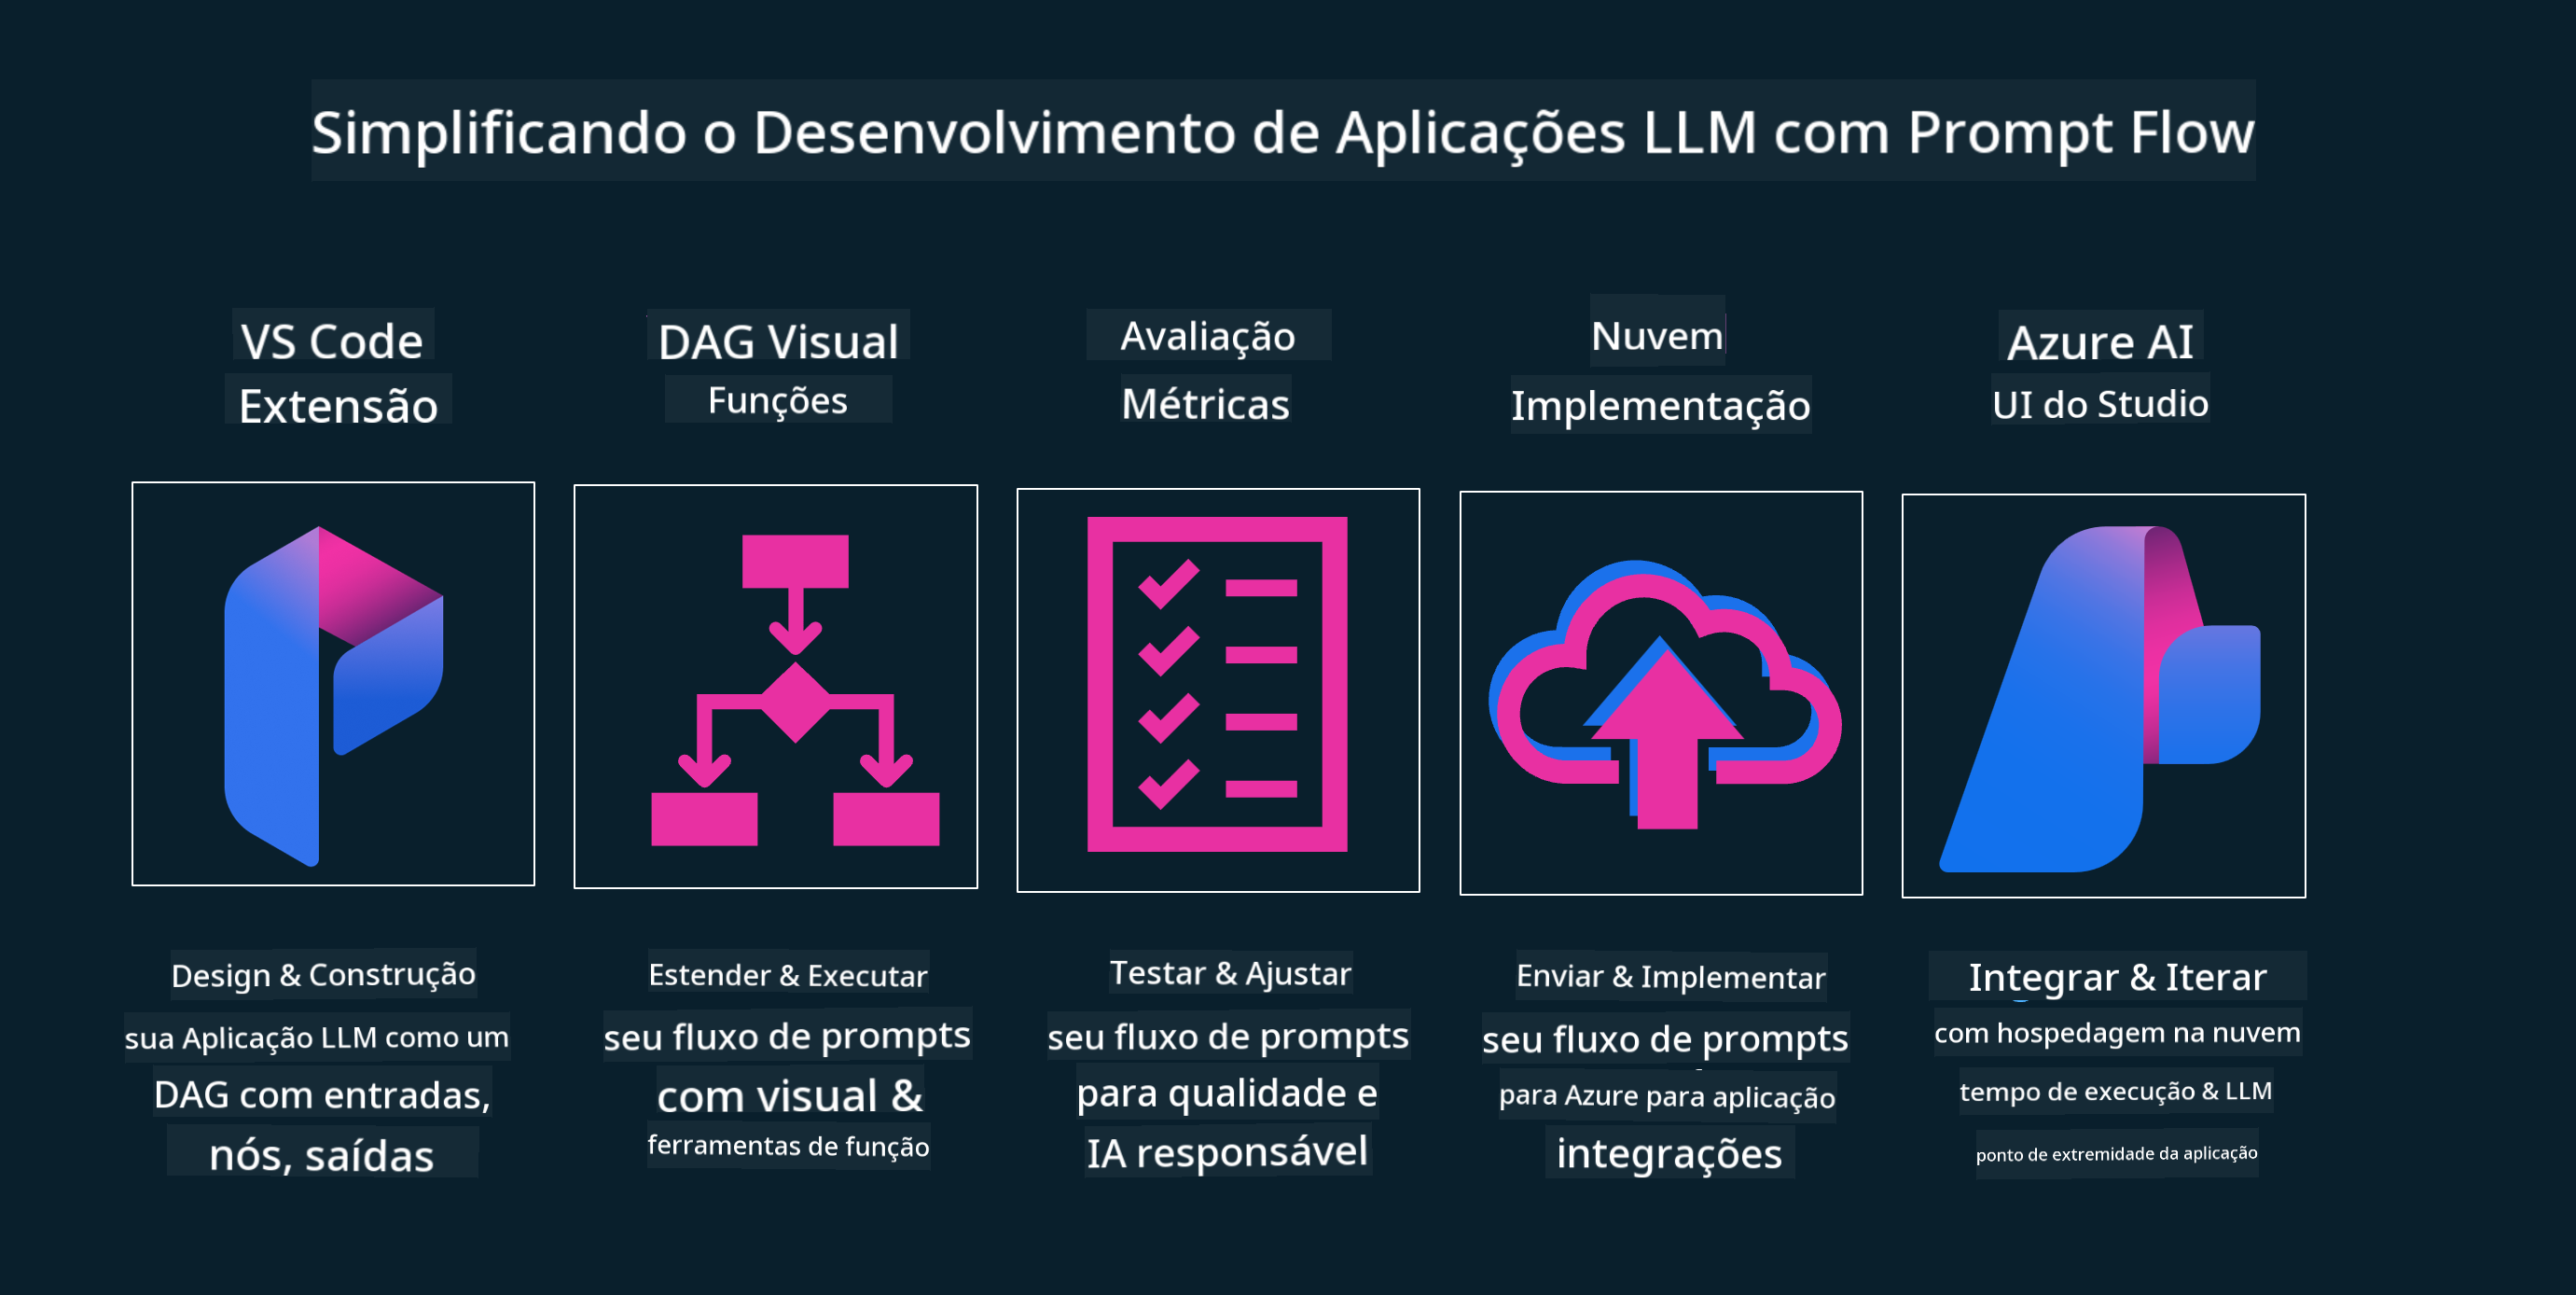 Simplificando o Desenvolvimento de Aplicações LLM com Prompt Flow
VS Code
Extensão
DAG Visual
Funções
Avaliação
Métricas
Nuvem
Implementação
Azure AI
UI do Studio
Design & Construção
sua Aplicação LLM como um
DAG com entradas,
nós, saídas
Estender & Executar
seu fluxo de prompts
com visual &
ferramentas de função
Testar & Ajustar
seu fluxo de prompts
para qualidade e
IA responsável
Enviar & Implementar
seu fluxo de prompts
para Azure para aplicação
integrações
Integrar & Iterar
com hospedagem na nuvem
tempo de execução & LLM
ponto de extremidade da aplicação